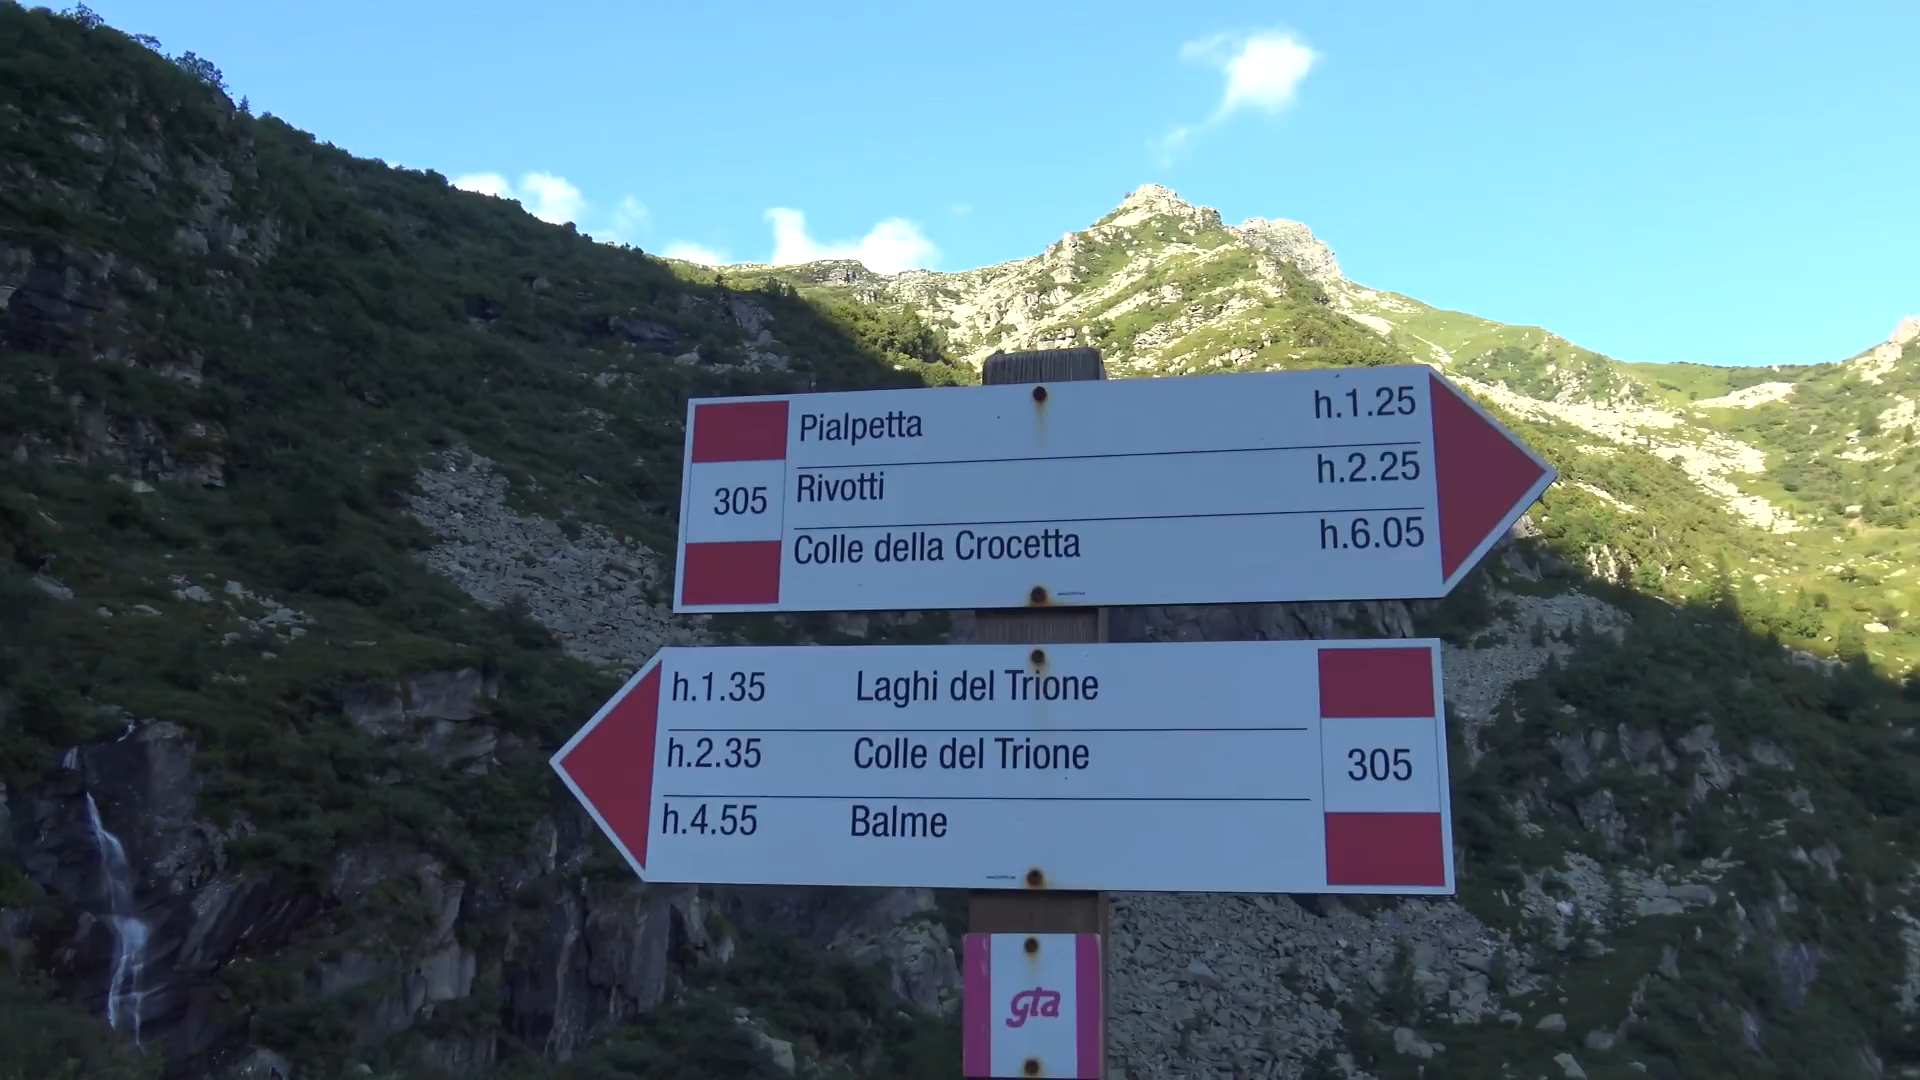 305
Pialpetta h.1.25
Rivotti h.2.25
Colle della Crocetta h.6.05
h.1.35 Laghi del Trione
h.2.35 Colle del Trione
h.4.55 Balme
305
gta